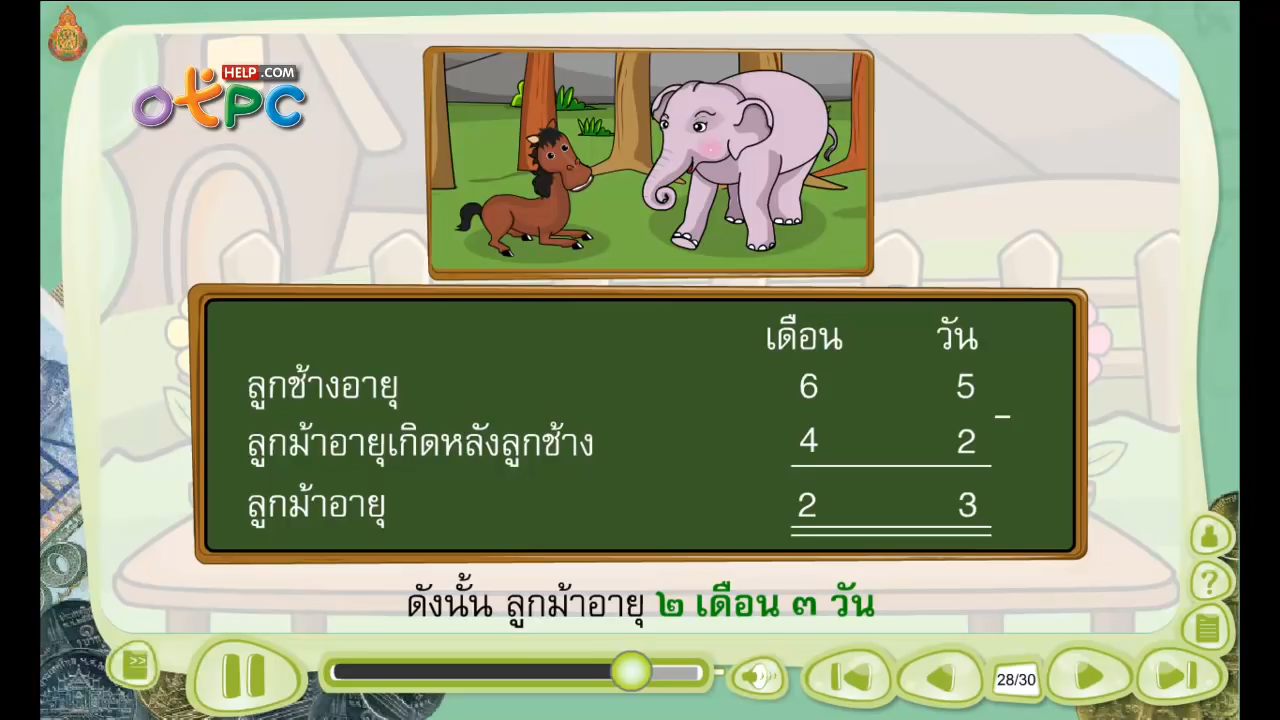 HELP.COM
OTPC
เดือน วัน
ลูกช้างอายุ 6 5
–
ลูกม้าอายุเกิดหลังลูกช้าง 4 2
ลูกม้าอายุ 2 3
ดังนั้น ลูกม้าอายุ ๒ เดือน ๓ วัน
>>
?
28/30